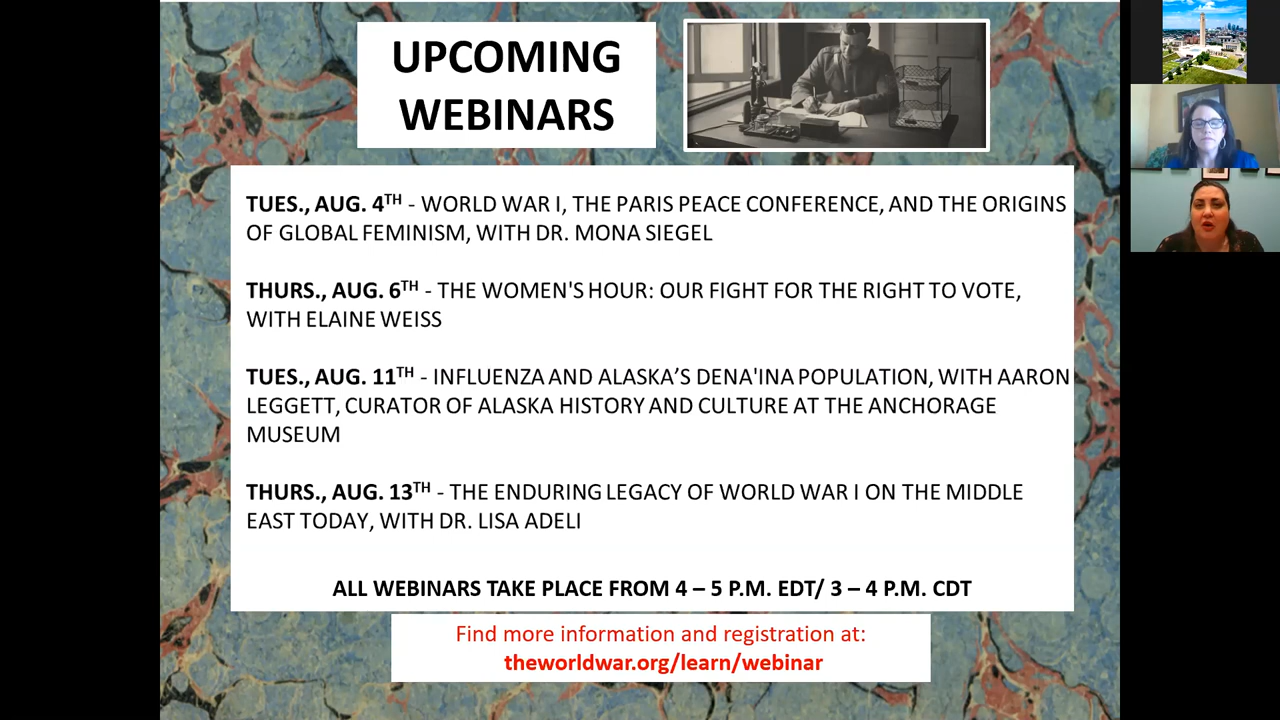 UPCOMING
WEBINARS
TUES., AUG. 4TH - WORLD WAR I, THE PARIS PEACE CONFERENCE, AND THE ORIGINS
OF GLOBAL FEMINISM, WITH DR. MONA SIEGEL
THURS., AUG. 6TH - THE WOMEN'S HOUR: OUR FIGHT FOR THE RIGHT TO VOTE,
WITH ELAINE WEISS
TUES., AUG. 11TH - INFLUENZA AND ALASKA’S DENA'INA POPULATION, WITH AARON
LEGGETT, CURATOR OF ALASKA HISTORY AND CULTURE AT THE ANCHORAGE
MUSEUM
THURS., AUG. 13TH - THE ENDURING LEGACY OF WORLD WAR I ON THE MIDDLE
EAST TODAY, WITH DR. LISA ADELI
ALL WEBINARS TAKE PLACE FROM 4 – 5 P.M. EDT/ 3 – 4 P.M. CDT
Find more information and registration at:
theworldwar.org/learn/webinar